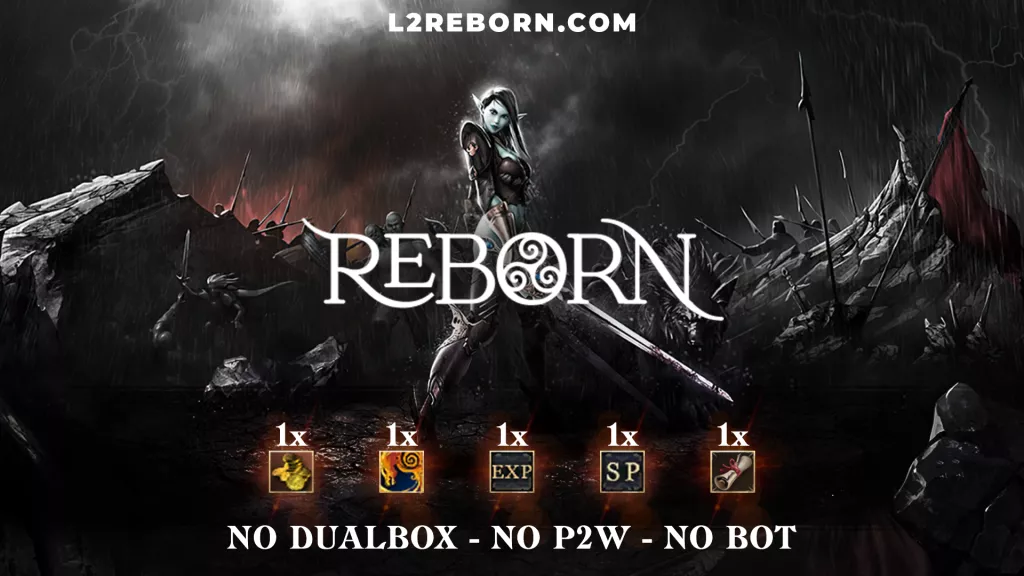 L2REBORN.COM
REBORN
1x 1x 1x 1x 1x
EXP SP
NO DUALBOX - NO P2W - NO BOT